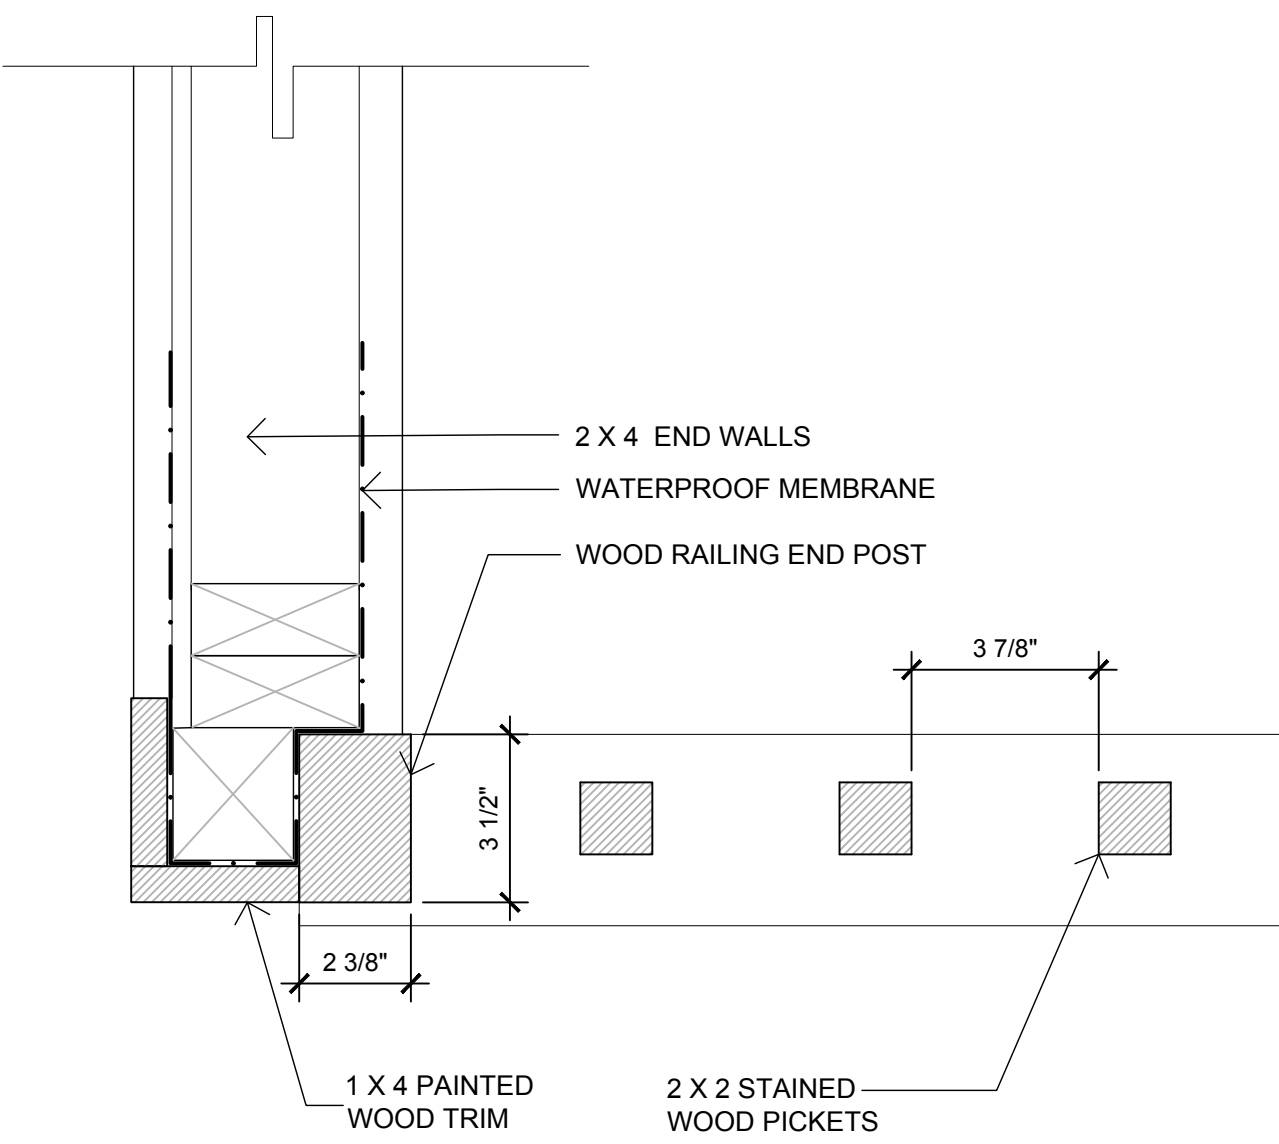 2 X 4  END WALLS
WATERPROOF MEMBRANE
WOOD RAILING END POST
3 7/8"
3 1/2"
2 3/8"
1 X 4 PAINTED
WOOD TRIM
2 X 2 STAINED
WOOD PICKETS